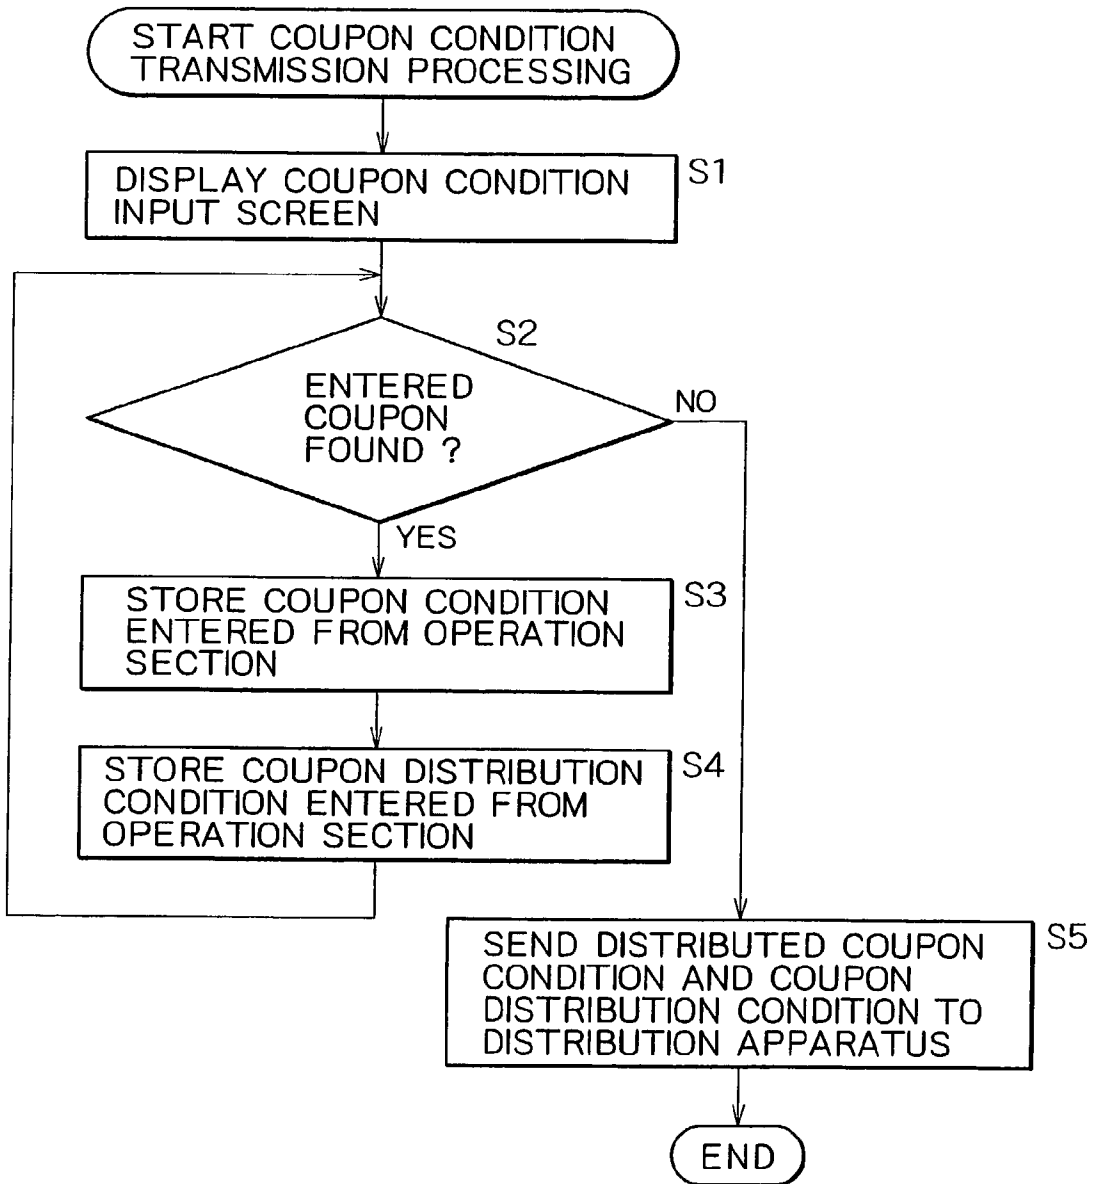 START COUPON CONDITION
TRANSMISSION PROCESSING
S1
DISPLAY COUPON CONDITION
INPUT SCREEN
S2
ENTERED
COUPON
FOUND ?
NO
YES
S3
STORE COUPON CONDITION
ENTERED FROM OPERATION
SECTION
S4
STORE COUPON DISTRIBUTION
CONDITION ENTERED FROM
OPERATION SECTION
S5
SEND DISTRIBUTED COUPON
CONDITION AND COUPON
DISTRIBUTION CONDITION TO
DISTRIBUTION APPARATUS
END